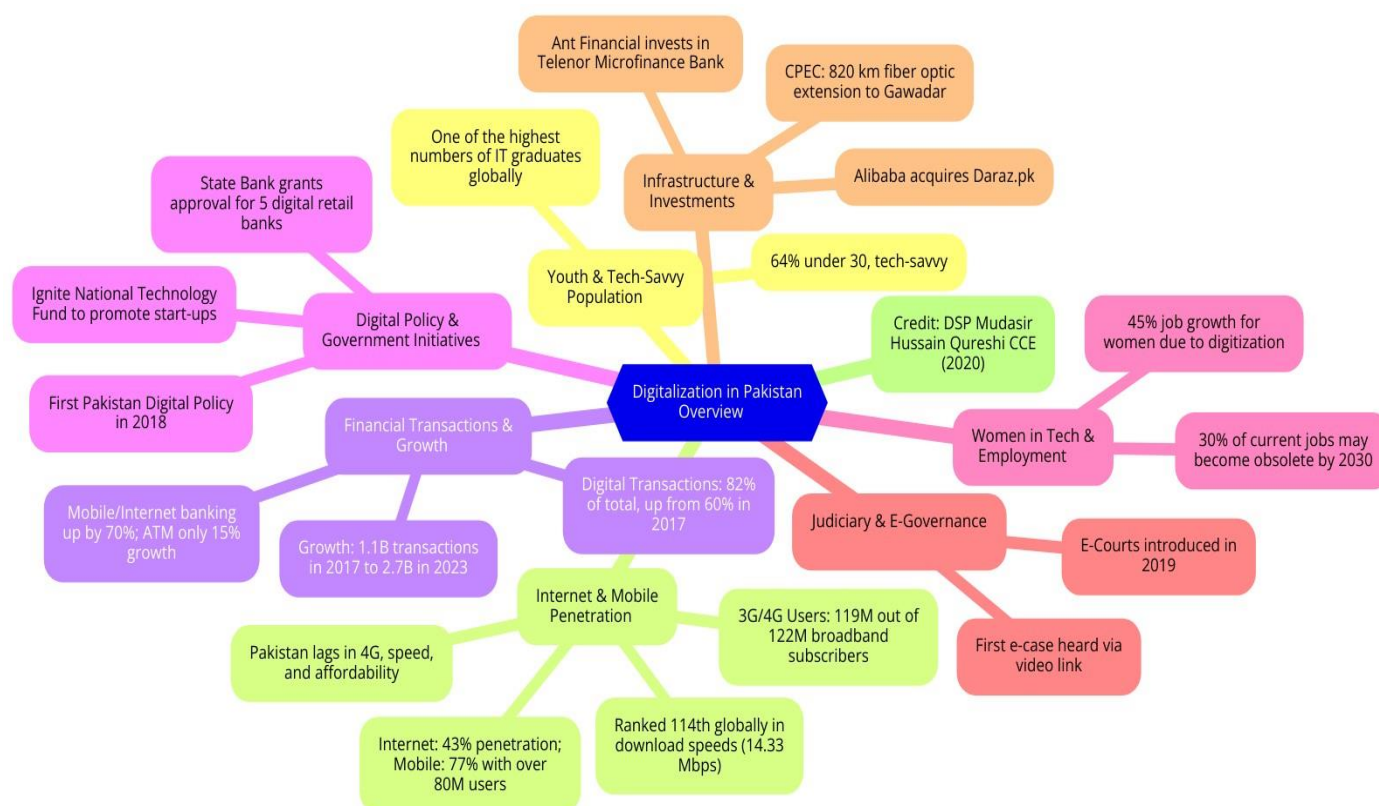 Digitalization in Pakistan
Overview
Infrastructure &
Investments
Ant Financial invests in
Telenor Microfinance Bank
CPEC: 820 km fiber optic
extension to Gawadar
Alibaba acquires Daraz.pk
Youth & Tech-Savvy
Population
One of the highest
numbers of IT graduates
globally
64% under 30, tech-savvy
Credit: DSP Mudasir
Hussain Qureshi CCE
(2020)
Digital Policy &
Government Initiatives
State Bank grants
approval for 5 digital retail
banks
Ignite National Technology
Fund to promote start-ups
First Pakistan Digital Policy
in 2018
Women in Tech &
Employment
45% job growth for
women due to digitization
30% of current jobs may
become obsolete by 2030
Financial Transactions &
Growth
Mobile/Internet banking
up by 70%; ATM only 15%
growth
Growth: 1.1B transactions
in 2017 to 2.7B in 2023
Digital Transactions: 82%
of total, up from 60% in
2017
Judiciary & E-Governance
E-Courts introduced in
2019
First e-case heard via
video link
Internet & Mobile
Penetration
Pakistan lags in 4G, speed,
and affordability
Internet: 43% penetration;
Mobile: 77% with over
80M users
Ranked 114th globally in
download speeds (14.33
Mbps)
3G/4G Users: 119M out of
122M broadband
subscribers